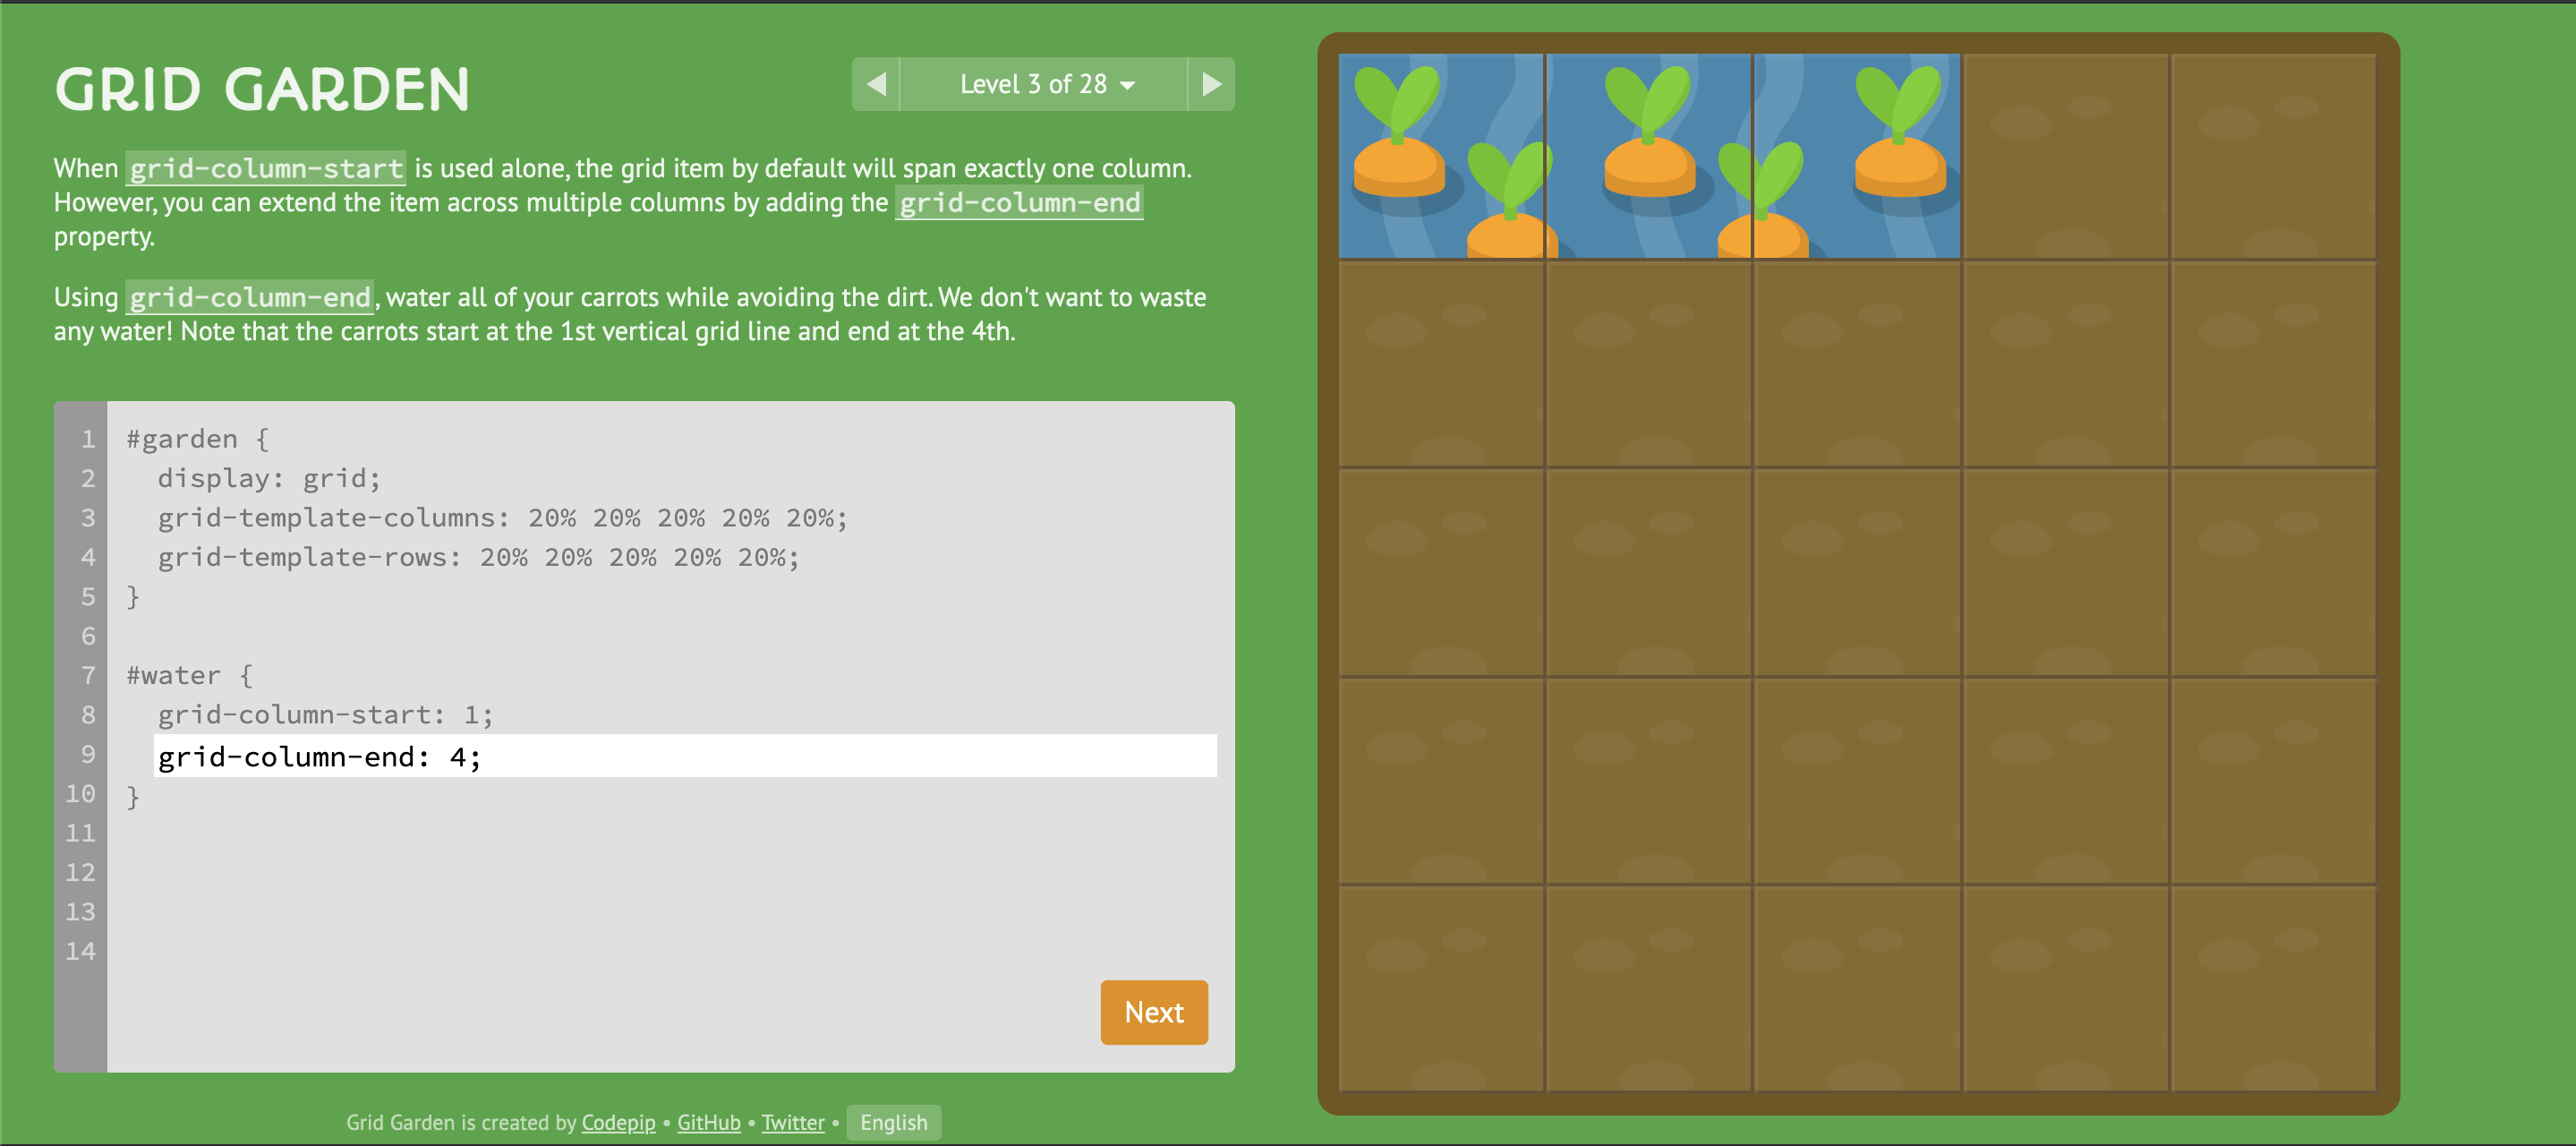 GRID GARDEN
Level 3 of 28
When grid-column-start is used alone, the grid item by default will span exactly one column.
However, you can extend the item across multiple columns by adding the grid-column-end
property.
Using grid-column-end, water all of your carrots while avoiding the dirt. We don't want to waste
any water! Note that the carrots start at the 1st vertical grid line and end at the 4th.
1 #garden {
2 display: grid;
3 grid-template-columns: 20% 20% 20% 20% 20%;
4 grid-template-rows: 20% 20% 20% 20% 20%;
5 }
6
7 #water {
8 grid-column-start: 1;
9 grid-column-end: 4;
10 }
11
12
13
14
Next
Grid Garden is created by Codepip • GitHub • Twitter • English